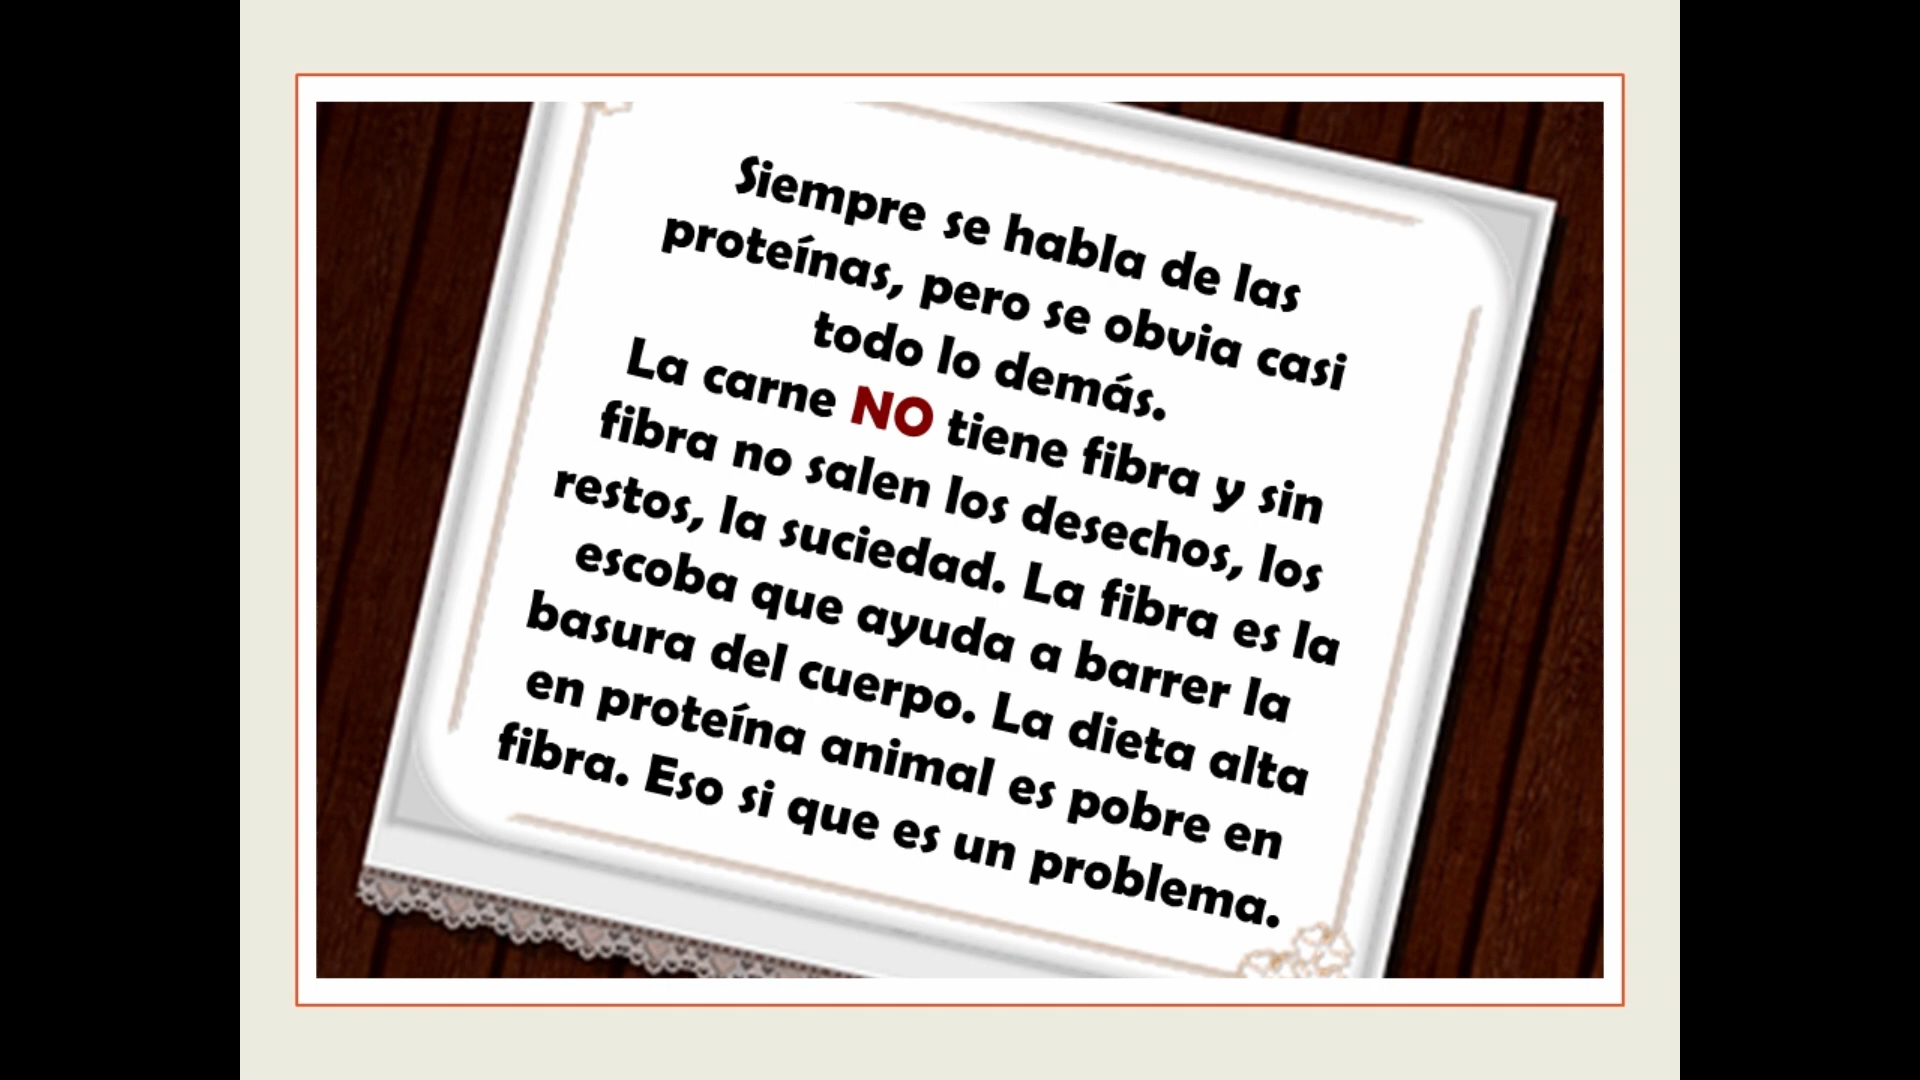 Siempre se habla de las
proteínas, pero se obvia casi
todo lo demás.
La carne NO tiene fibra y sin
fibra no salen los desechos, los
restos, la suciedad. La fibra es la
escoba que ayuda a barrer la
basura del cuerpo. La dieta alta
en proteína animal es pobre en
fibra. Eso si que es un problema.